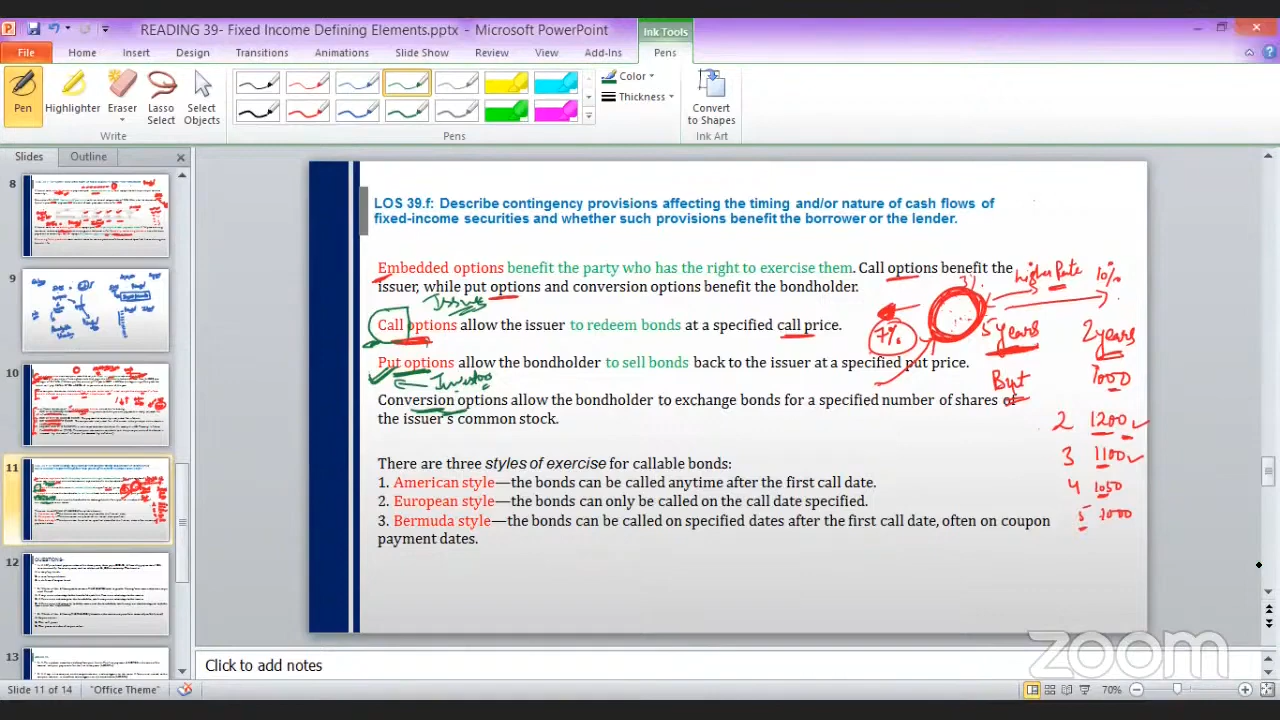 READING 39- Fixed Income Defining Elements.pptx - Microsoft PowerPoint
Ink Tools
File Home Insert Design Transitions Animations Slide Show Review View Add-Ins Pens
Pen Highlighter Eraser Lasso Select Select Objects
Color
Thickness
Convert to Shapes
Write Pens Ink Art
Slides Outline
8
9
10
11
12
QUESTIONS:
13
LOS 39.f: Describe contingency provisions affecting the timing and/or nature of cash flows of
fixed-income securities and whether such provisions benefit the borrower or the lender.
Embedded options benefit the party who has the right to exercise them. Call options benefit the
issuer, while put options and conversion options benefit the bondholder.
higher Rate 10%
3%
Issuer
Call options allow the issuer to redeem bonds at a specified call price.
7%
5 years
2 years
Put options allow the bondholder to sell bonds back to the issuer at a specified put price.
Investor
But
1000
Conversion options allow the bondholder to exchange bonds for a specified number of shares of
the issuer's common stock.
2 1200
3 1100
4 1050
5 1000
There are three styles of exercise for callable bonds:
1. American style—the bonds can be called anytime after the first call date.
2. European style—the bonds can only be called on the call date specified.
3. Bermuda style—the bonds can be called on specified dates after the first call date, often on coupon
payment dates.
zoom
Click to add notes
Slide 11 of 14 "Office Theme" 70%